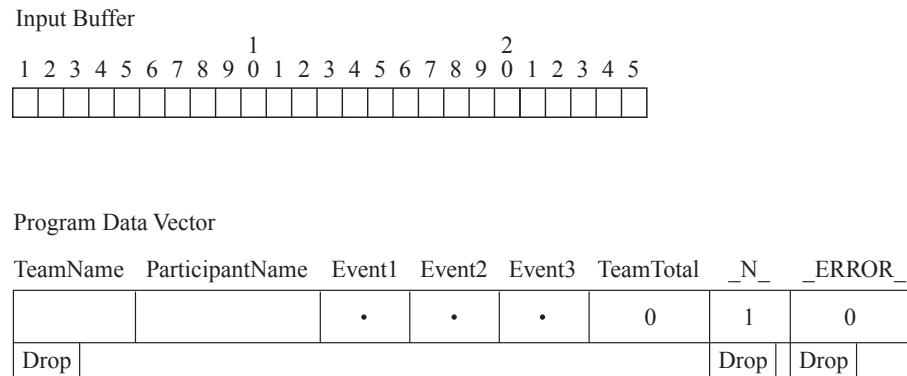 Input Buffer
1 2
1 2 3 4 5 6 7 8 9 0 1 2 3 4 5 6 7 8 9 0 1 2 3 4 5
Program Data Vector
TeamName ParticipantName Event1 Event2 Event3 TeamTotal _N_ _ERROR_
• • • 0 1 0
Drop Drop Drop